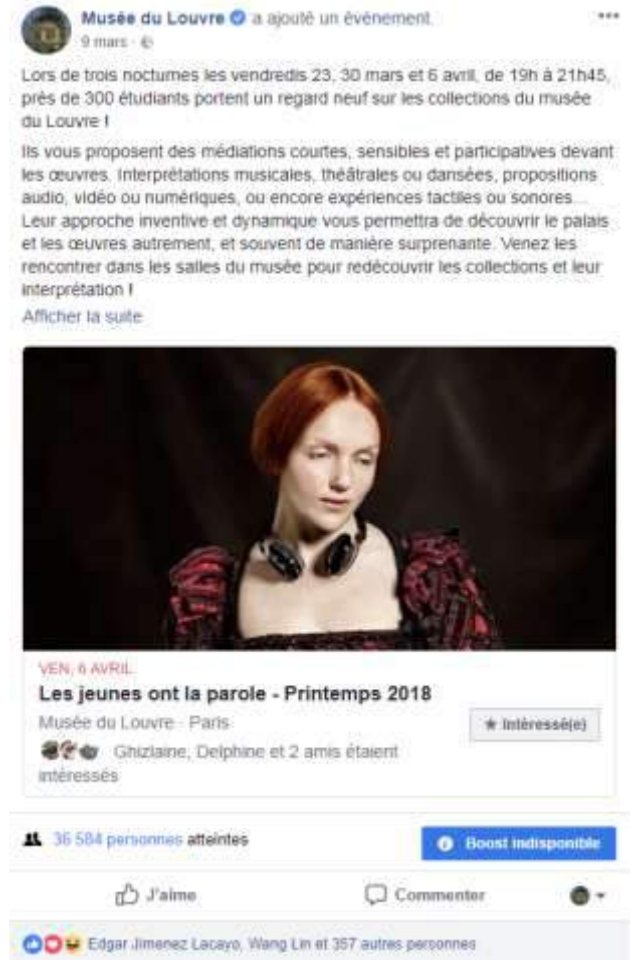 Musée du Louvre a ajouté un événement.
9 mars
Lors de trois nocturnes les vendredis 23, 30 mars et 6 avril, de 19h à 21h45,
près de 300 étudiants portent un regard neuf sur les collections du musée
du Louvre !
Ils vous proposent des médiations courtes, sensibles et participatives devant
les œuvres. Interprétations musicales, théâtrales ou dansées, propositions
audio, vidéo ou numériques, ou encore expériences tactiles ou sonores...
Leur approche inventive et dynamique vous permettra de découvrir le palais
et les œuvres autrement, et souvent de manière surprenante. Venez les
rencontrer dans les salles du musée pour redécouvrir les collections et leur
interprétation !
Afficher la suite
VEN, 6 AVRIL
Les jeunes ont la parole - Printemps 2018
Musée du Louvre · Paris
Intéressé(e)
Ghizlaine, Delphine et 2 amis étaient
intéressés
36 584 personnes atteintes
Boost indisponible
J'aime
Commenter
Edgar Jimenez Lacayo, Wang Lin et 357 autres personnes